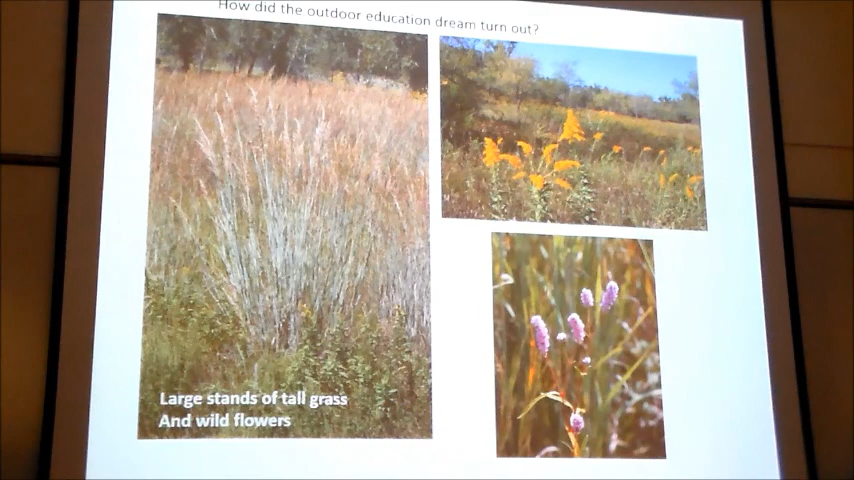 How did the outdoor education dream turn out?
Large stands of tall grass
And wild flowers